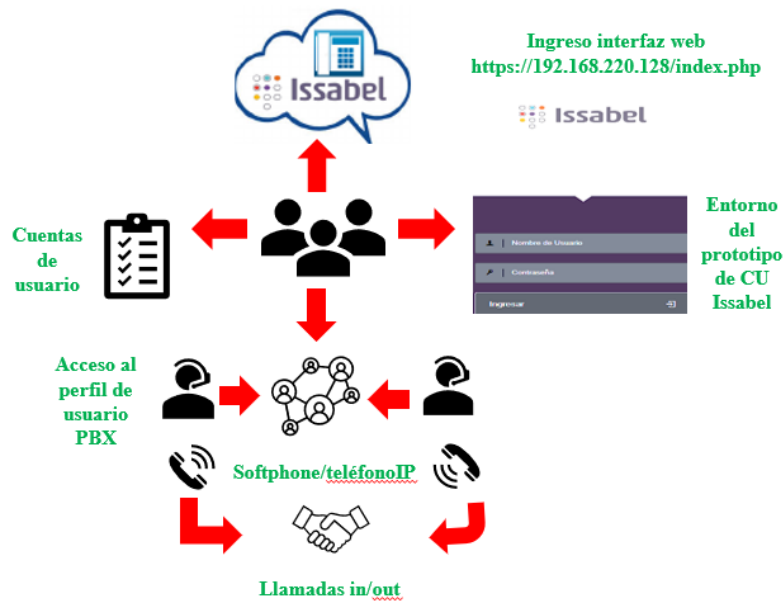 Issabel
Ingreso interfaz web
https://192.168.220.128/index.php
Issabel
Cuentas
de
usuario
Nombre de Usuario
Contraseña
Ingresar
Entorno
del
prototipo
de CU
Issabel
Acceso al
perfil de
usuario
PBX
Softphone/teléfonoIP
Llamadas in/out